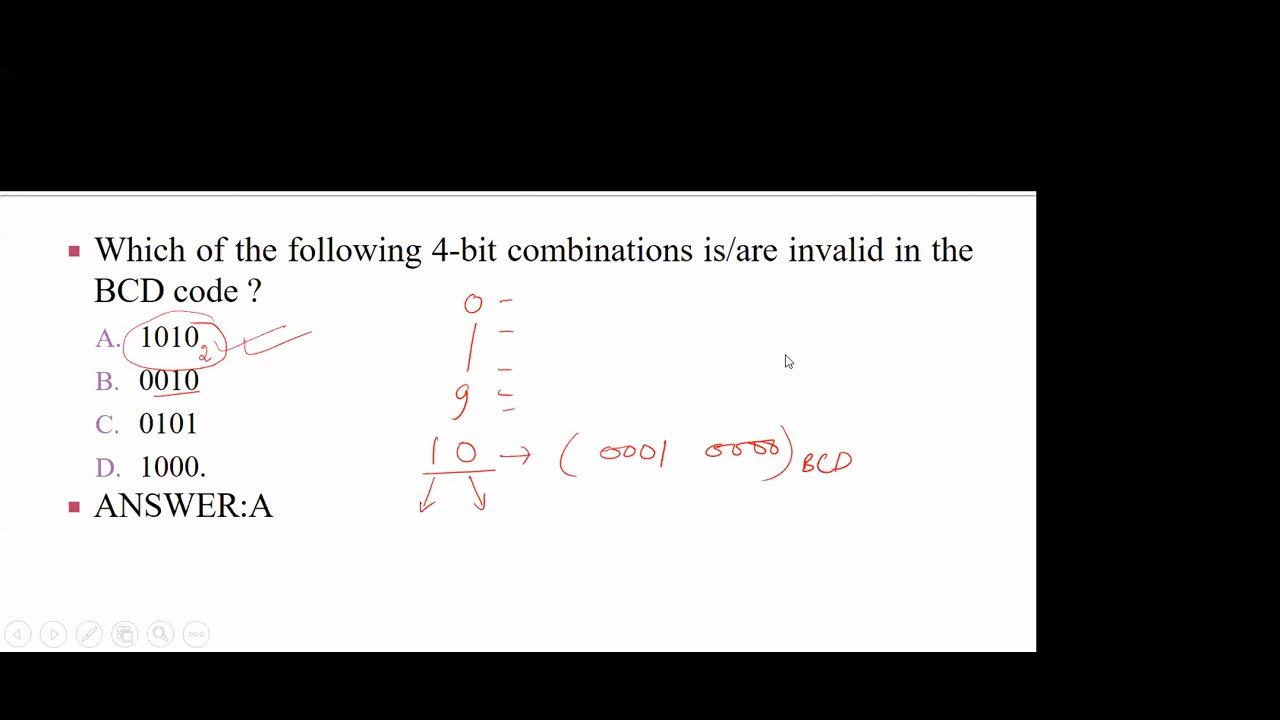 Which of the following 4-bit combinations is/are invalid in the
BCD code ?
0 -
A. 1010 2
B. 0010
9
C. 0101
10 → (0001 0000) BCD
D. 1000.
ANSWER:A